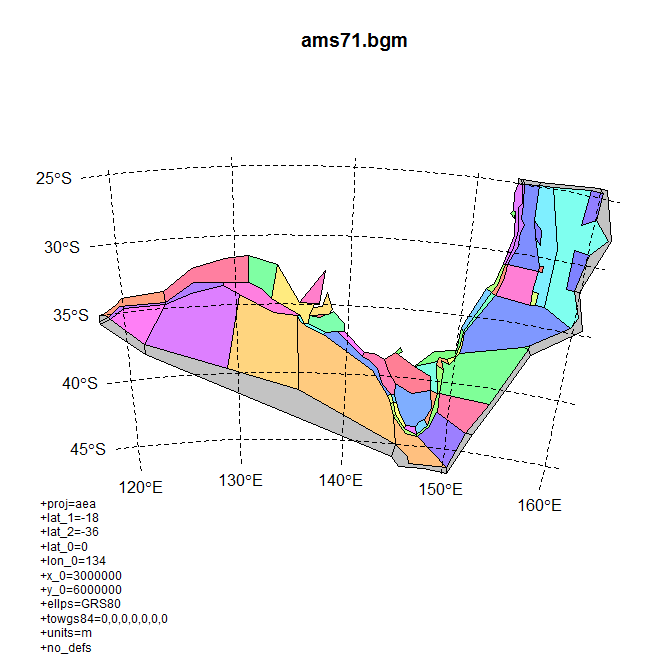 ams71.bgm
25°S
30°S
35°S
40°S
45°S
120°E
130°E
140°E
150°E
160°E
+proj=aea
+lat_1=-18
+lat_2=-36
+lat_0=0
+lon_0=134
+x_0=3000000
+y_0=6000000
+ellps=GRS80
+towgs84=0,0,0,0,0,0,0
+units=m
+no_defs